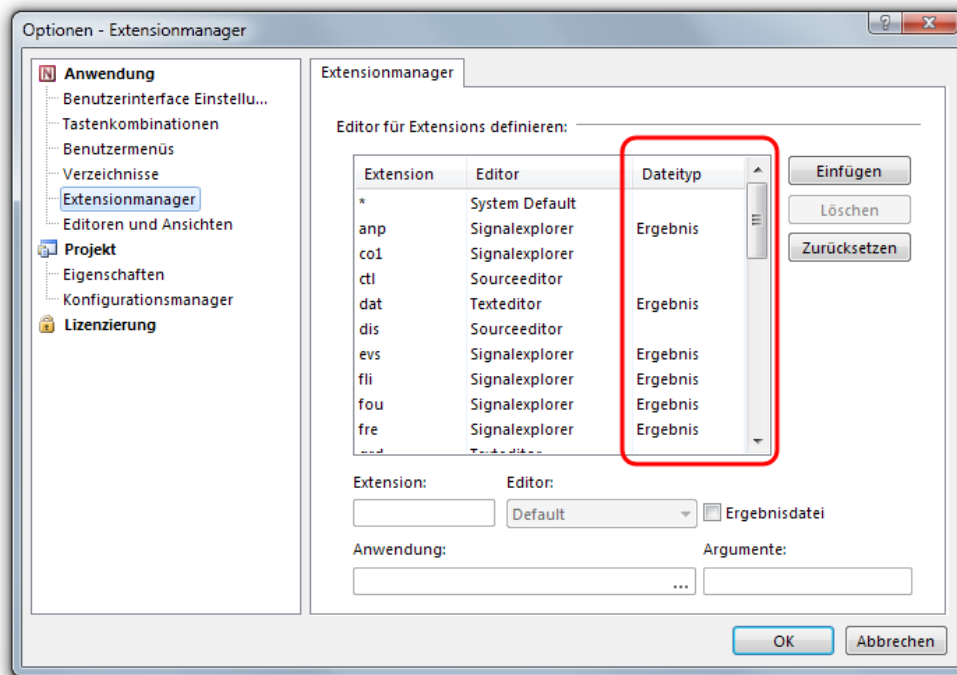 Optionen - Extensionmanager
Anwendung
Benutzerinterface Einstellu...
Tastenkombinationen
Benutzermenüs
Verzeichnisse
Extensionmanager
Editoren und Ansichten
Projekt
Eigenschaften
Konfigurationsmanager
Lizenzierung
Extensionmanager
Editor für Extensions definieren:
Extension Editor Dateityp
* System Default
anp Signalexplorer Ergebnis
co1 Signalexplorer
ctl Sourceeditor
dat Texteditor Ergebnis
dis Sourceeditor
evs Signalexplorer Ergebnis
fli Signalexplorer Ergebnis
fou Signalexplorer Ergebnis
fre Signalexplorer Ergebnis
Einfügen
Löschen
Zurücksetzen
Extension: Editor:
Default Ergebnisdatei
Anwendung: Argumente:
...
OK Abbrechen